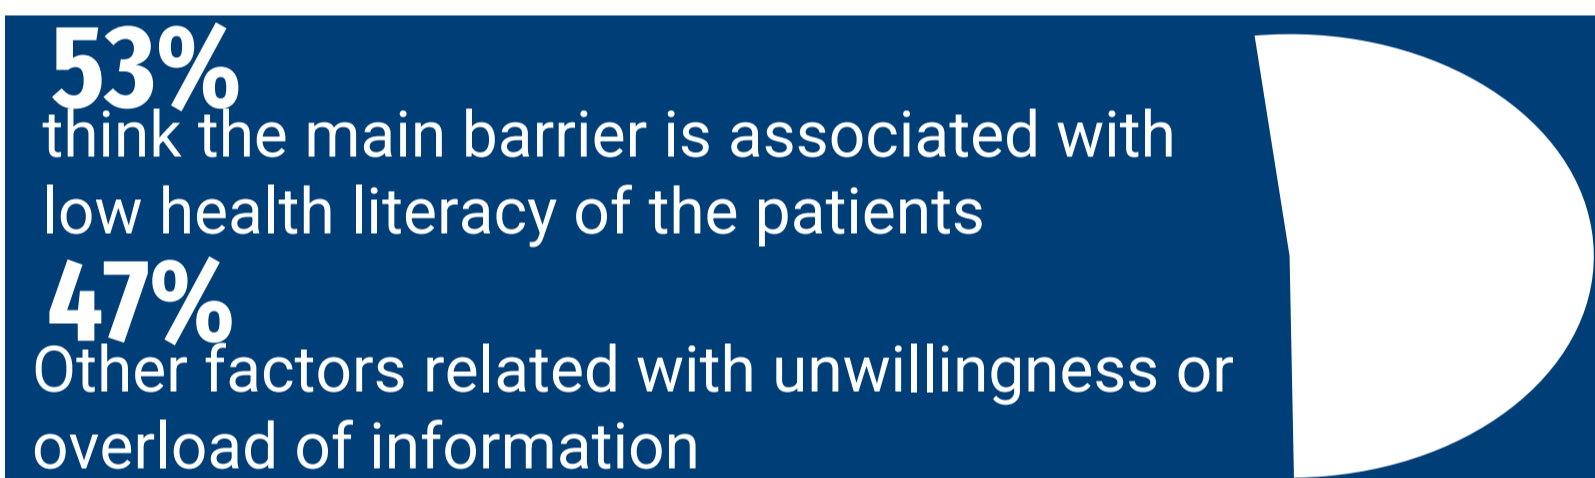 53%
think the main barrier is associated with
low health literacy of the patients
47%
Other factors related with unwillingness or
overload of information